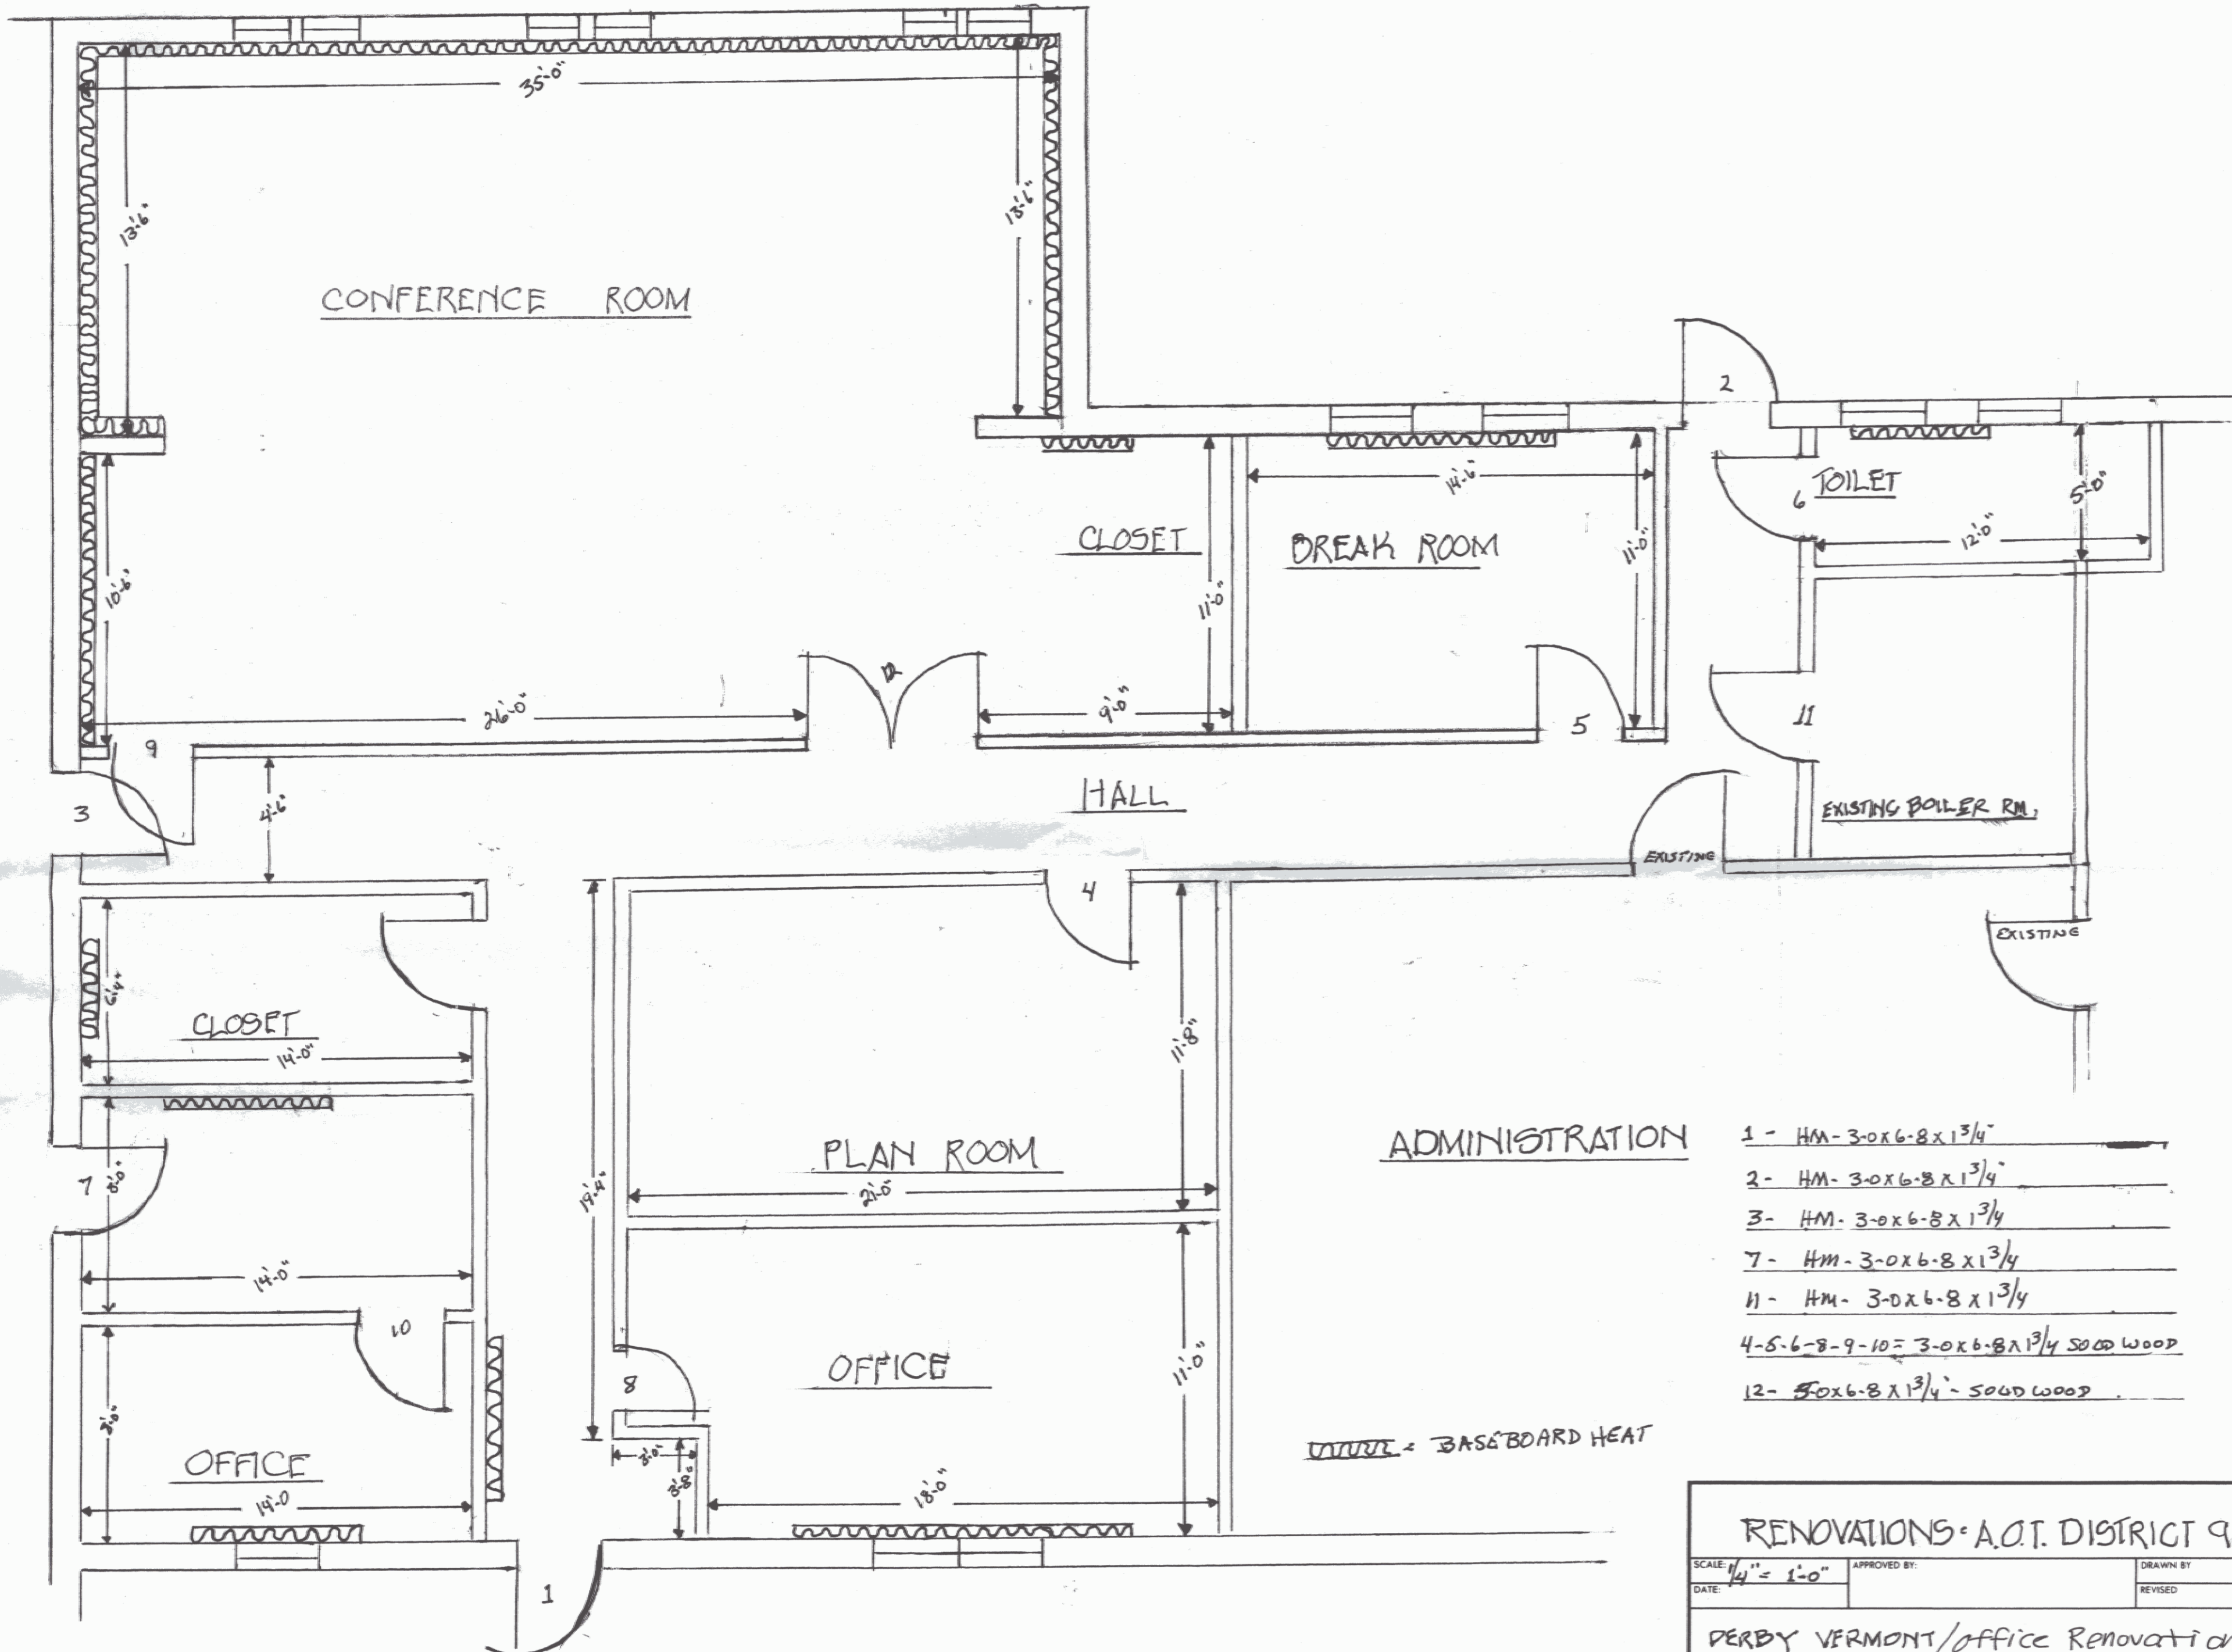 35'-0"
13'-6"
13'-6"
CONFERENCE ROOM
2
14'-6"
TOILET
6
5'-0"
12'-0"
CLOSET
BREAK ROOM
11'-0"
10'-6"
11'-0"
12
26'-0"
9'-0"
5
11
9
HALL
3
4'-6"
EXISTING BOILER RM.
EXISTING
4
EXISTING
6'-4"
CLOSET
14'-0"
11'-8"
PLAN ROOM
21'-0"
ADMINISTRATION
7
8'-0"
19'-4"
14'-0"
10
OFFICE
8
11'-0"
3'-0"
3'-8"
18'-0"
OFFICE
14'-0
1
= BASEBOARD HEAT
1 - HM- 3-0x6-8x1 3/4"
2- HM- 3-0x6-8x1 3/4"
3- HM- 3-0x6-8x1 3/4
7- HM- 3-0x6-8x1 3/4
11- HM- 3-0x6-8x1 3/4
4-5-6-8-9-10= 3-0x6-8x1 3/4 SOLID WOOD
12- 5-0x6-8x1 3/4"- SOLID WOOD
RENOVATIONS: A.O.T. DISTRICT 9
SCALE: 1/4" = 1'-0"
APPROVED BY:
DRAWN BY
DATE:
REVISED
DERBY VERMONT/office Renovation